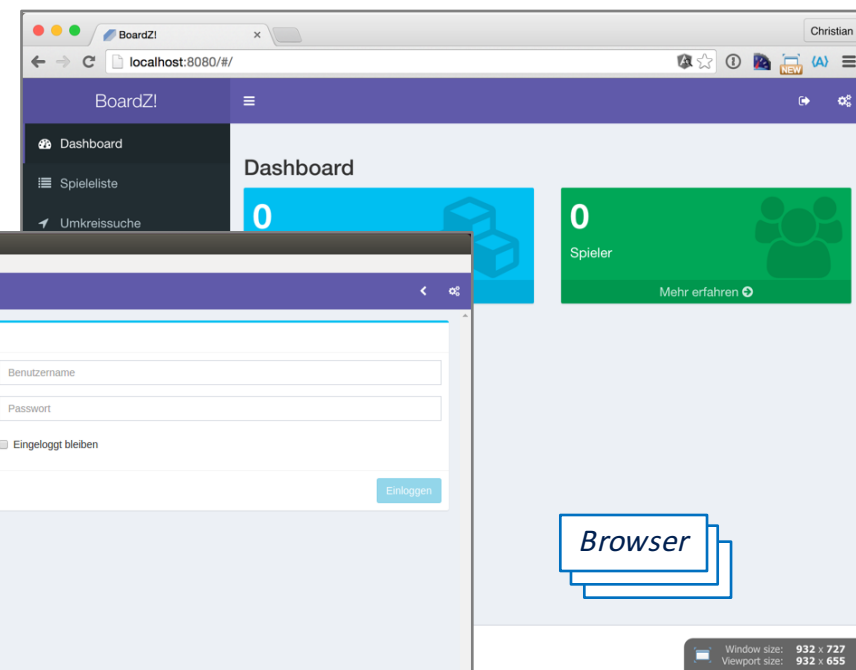 BoardZ!
Christian
localhost:8080/#/
NEW
BoardZ!
Dashboard
Spieleliste
Umkreissuche
Dashboard
0
0
Spieler
Mehr erfahren
Benutzername
Passwort
Eingeloggt bleiben
Einloggen
Browser
Window size: 932 x 727
Viewport size: 932 x 655